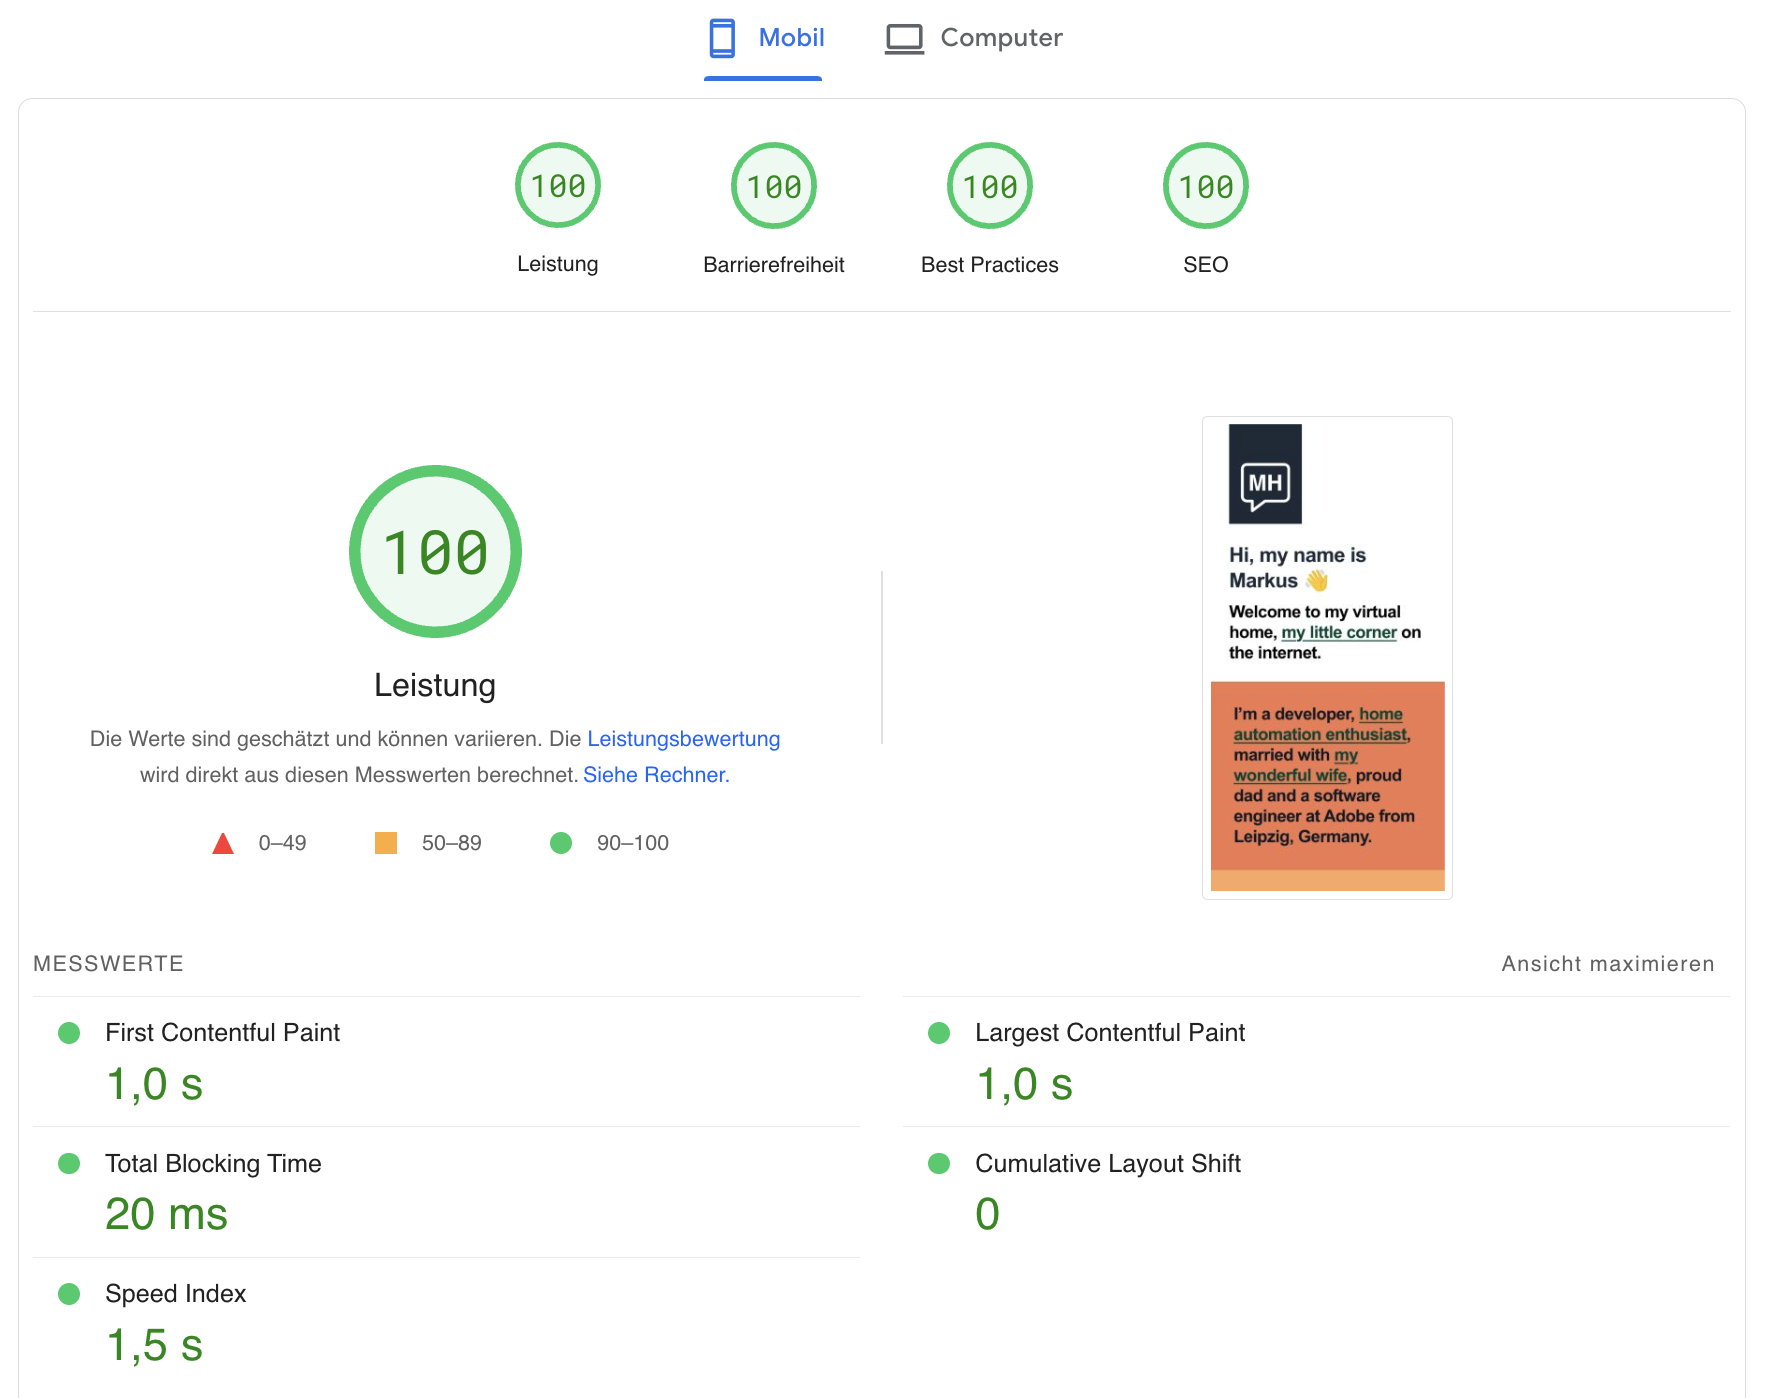 Mobil
Computer
100
100
100
100
Leistung
Barrierefreiheit
Best Practices
SEO
100
Leistung
Die Werte sind geschätzt und können variieren. Die Leistungsbewertung
wird direkt aus diesen Messwerten berechnet. Siehe Rechner.
0–49
50–89
90–100
MH
Hi, my name is
Markus 👋
Welcome to my virtual
home, my little corner on
the internet.
I'm a developer, home
automation enthusiast,
married with my
wonderful wife, proud
dad and a software
engineer at Adobe from
Leipzig, Germany.
MESSWERTE
Ansicht maximieren
First Contentful Paint
1,0 s
Largest Contentful Paint
1,0 s
Total Blocking Time
20 ms
Cumulative Layout Shift
0
Speed Index
1,5 s